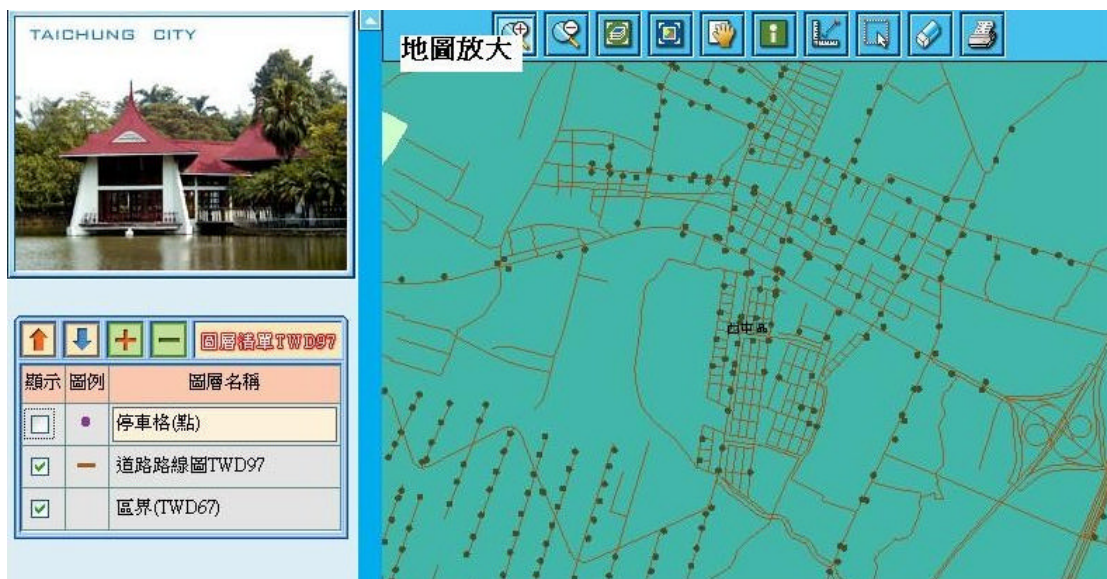 TAICHUNG CITY
地圖放大
西屯區
圖層清單TWD97
顯示 圖例 圖層名稱
停車格(點)
道路路線圖TWD97
區界(TWD67)